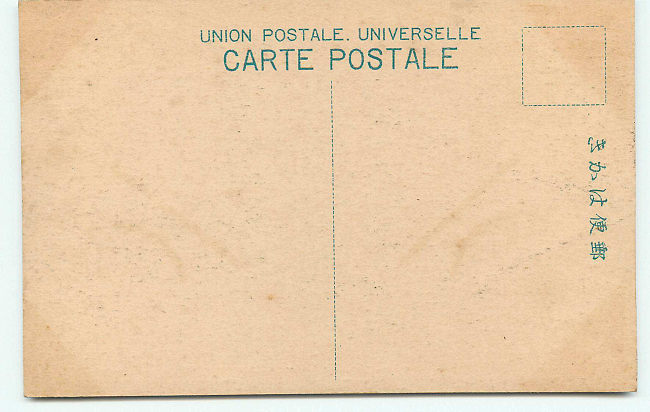 UNION POSTALE. UNIVERSELLE
CARTE POSTALE
郵便はかき